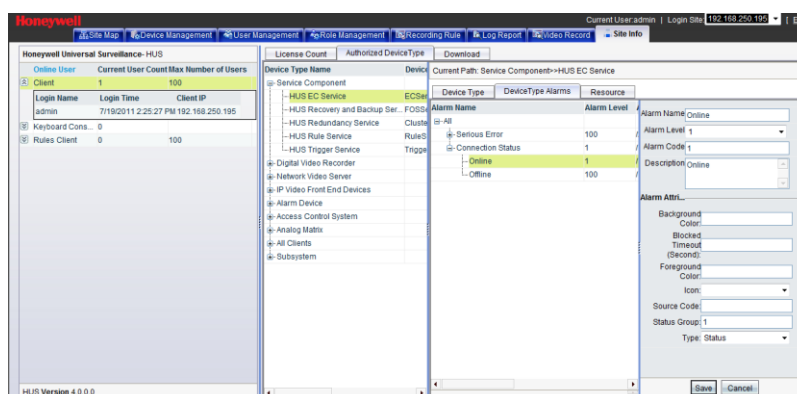 Honeywell
Current User:admin | Login Site 192.168.250.195 | [ E
Site Map Device Management User Management Role Management Recording Rule Log Report Video Record Site Info
Honeywell Universal Surveillance- HUS
Online User Current User Count Max Number of Users
Client 1 100
Login Name Login Time Client IP
admin 7/19/2011 2:25:27 PM 192.168.250.195
Keyboard Cons... 0
Rules Client 0 100
HUS Version 4.0.0.0
License Count Authorized DeviceType Download
Device Type Name Device
Service Component
HUS EC Service ECSer
HUS Recovery and Backup Ser... FOSSe
HUS Redundancy Service Cluste
HUS Rule Service RuleS
HUS Trigger Service Trigge
Digital Video Recorder
Network Video Server
IP Video Front End Devices
Alarm Device
Access Control System
Analog Matrix
All Clients
Subsystem
Current Path: Service Component>>HUS EC Service
Device Type DeviceType Alarms Resource
Alarm Name Alarm Level
All
Serious Error 100
Connection Status 1
Online 1
Offline 100
Alarm Name Online
Alarm Level 1
Alarm Code 1
Description Online
Alarm Attri...
Background
Color:
Blocked
Timeout
(Second):
Foreground
Color:
Icon:
Source Code:
Status Group: 1
Type: Status
Save Cancel